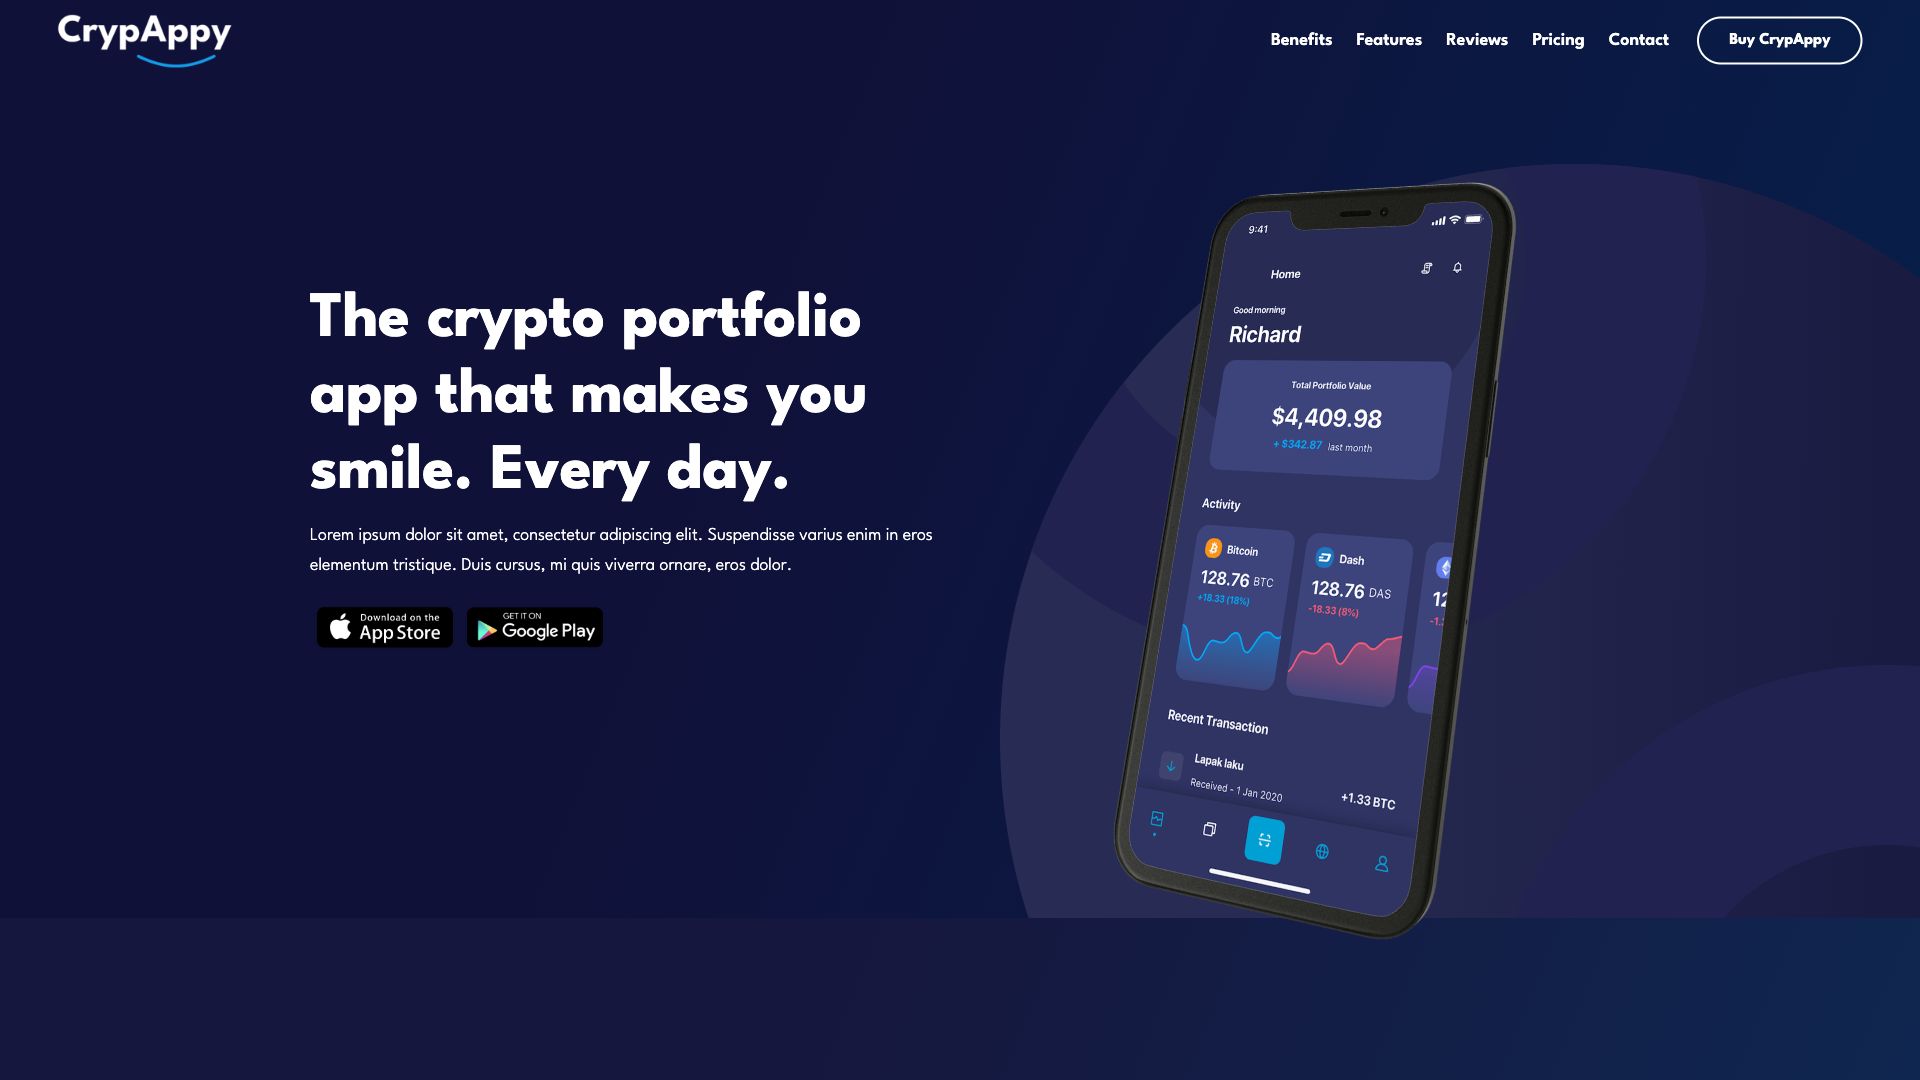 CrypAppy
Benefits
Features
Reviews
Pricing
Contact
Buy CrypAppy
The crypto portfolio
app that makes you
smile. Every day.
Lorem ipsum dolor sit amet, consectetur adipiscing elit. Suspendisse varius enim in eros
elementum tristique. Duis cursus, mi quis viverra ornare, eros dolor.
Download on the
App Store
GET IT ON
Google Play
9:41
Home
Good morning
Richard
Total Portfolio Value
$4,409.98
+ $342.87 last month
Activity
Bitcoin
128.76 BTC
+18.33 (18%)
Dash
128.76 DAS
-18.33 (8%)
Recent Transaction
Lapak laku
Received - 1 Jan 2020
+1.33 BTC